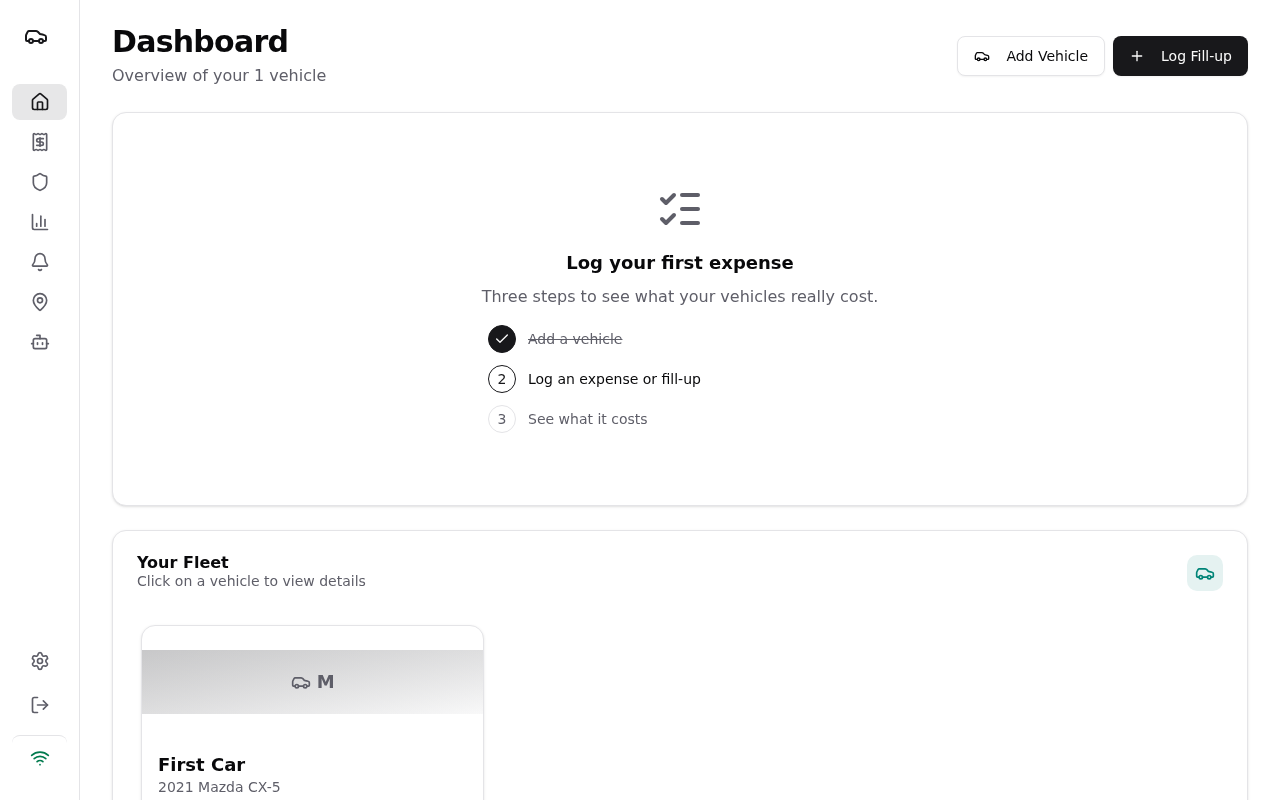 Dashboard
Overview of your 1 vehicle
Add Vehicle
Log Fill-up
Log your first expense
Three steps to see what your vehicles really cost.
Add a vehicle
2 Log an expense or fill-up
3 See what it costs
Your Fleet
Click on a vehicle to view details
M
First Car
2021 Mazda CX-5